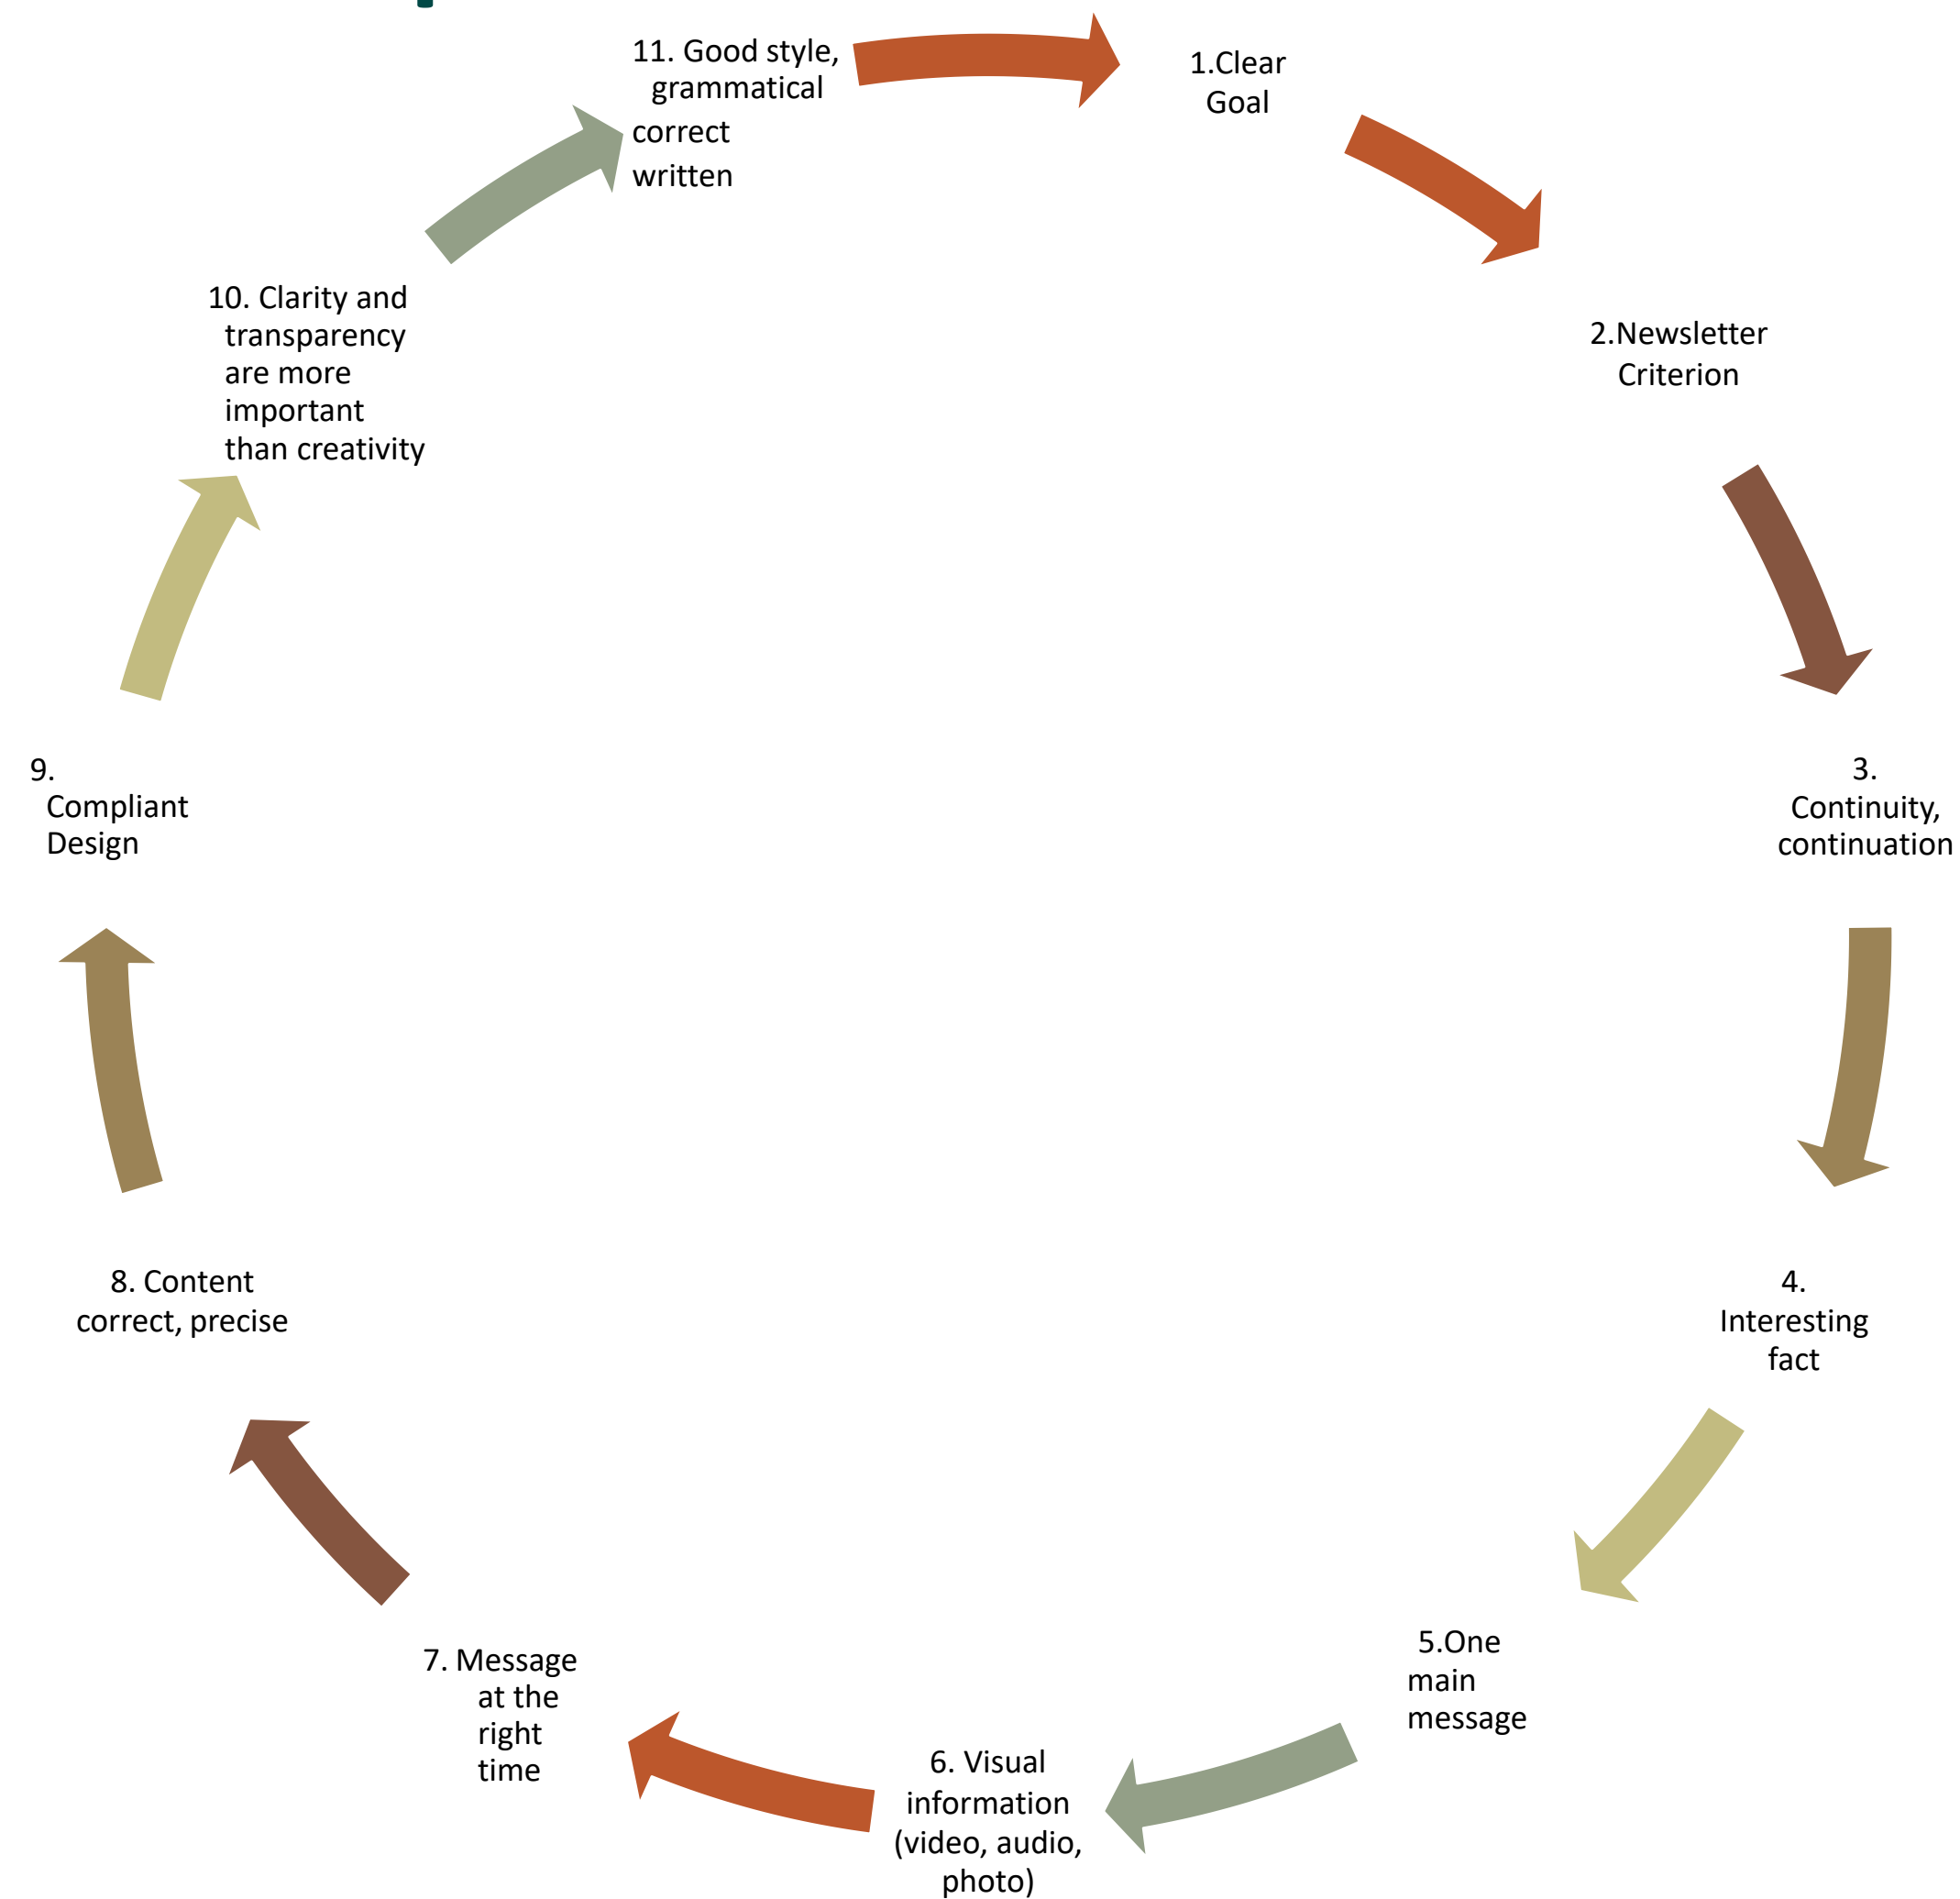 1.Clear
Goal
2.Newsletter
Criterion
3.
Continuity,
continuation
4.
Interesting
fact
5.One
main
message
6. Visual
information
(video, audio,
photo)
7. Message
at the
right
time
8. Content
correct, precise
9.
Compliant
Design
10. Clarity and
transparency
are more
important
than creativity
11. Good style,
grammatical
correct
written